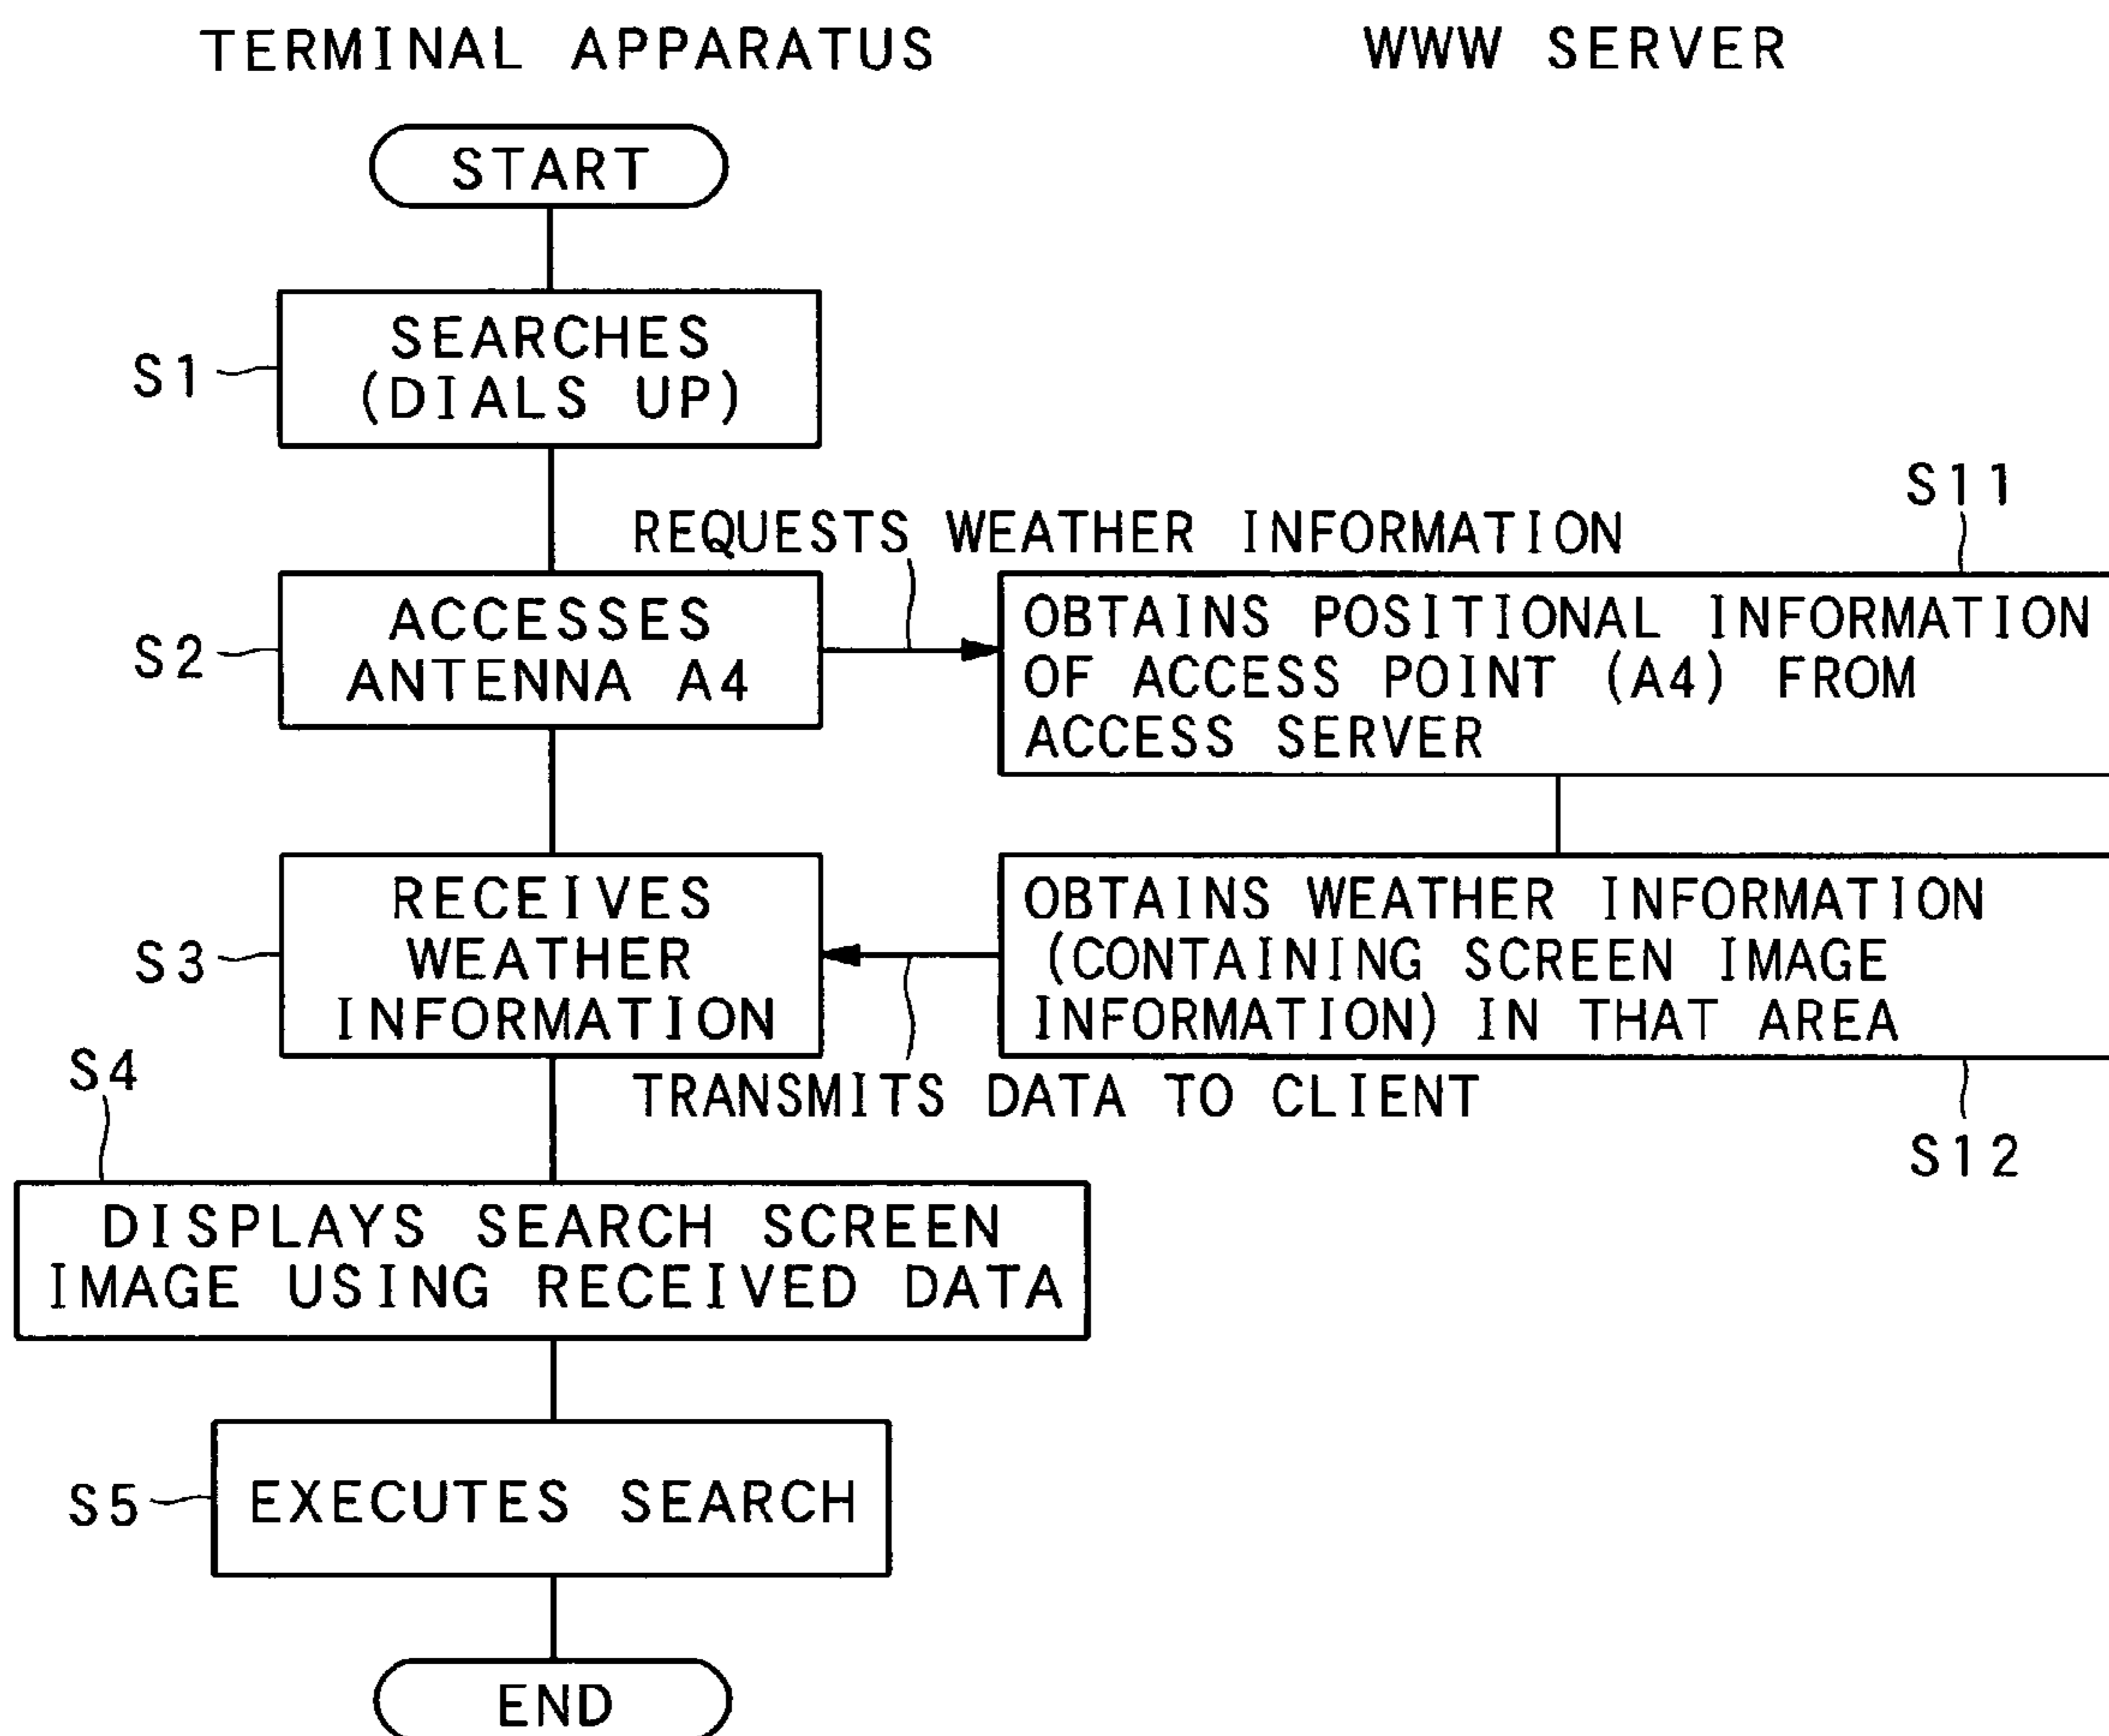 TERMINAL APPARATUS
WWW SERVER
START
S1
SEARCHES
(DIALS UP)
S11
REQUESTS WEATHER INFORMATION
S2
ACCESSES
ANTENNA A4
OBTAINS POSITIONAL INFORMATION
OF ACCESS POINT (A4) FROM
ACCESS SERVER
S3
RECEIVES
WEATHER
INFORMATION
OBTAINS WEATHER INFORMATION
(CONTAINING SCREEN IMAGE
INFORMATION) IN THAT AREA
TRANSMITS DATA TO CLIENT
S12
S4
DISPLAYS SEARCH SCREEN
IMAGE USING RECEIVED DATA
S5
EXECUTES SEARCH
END